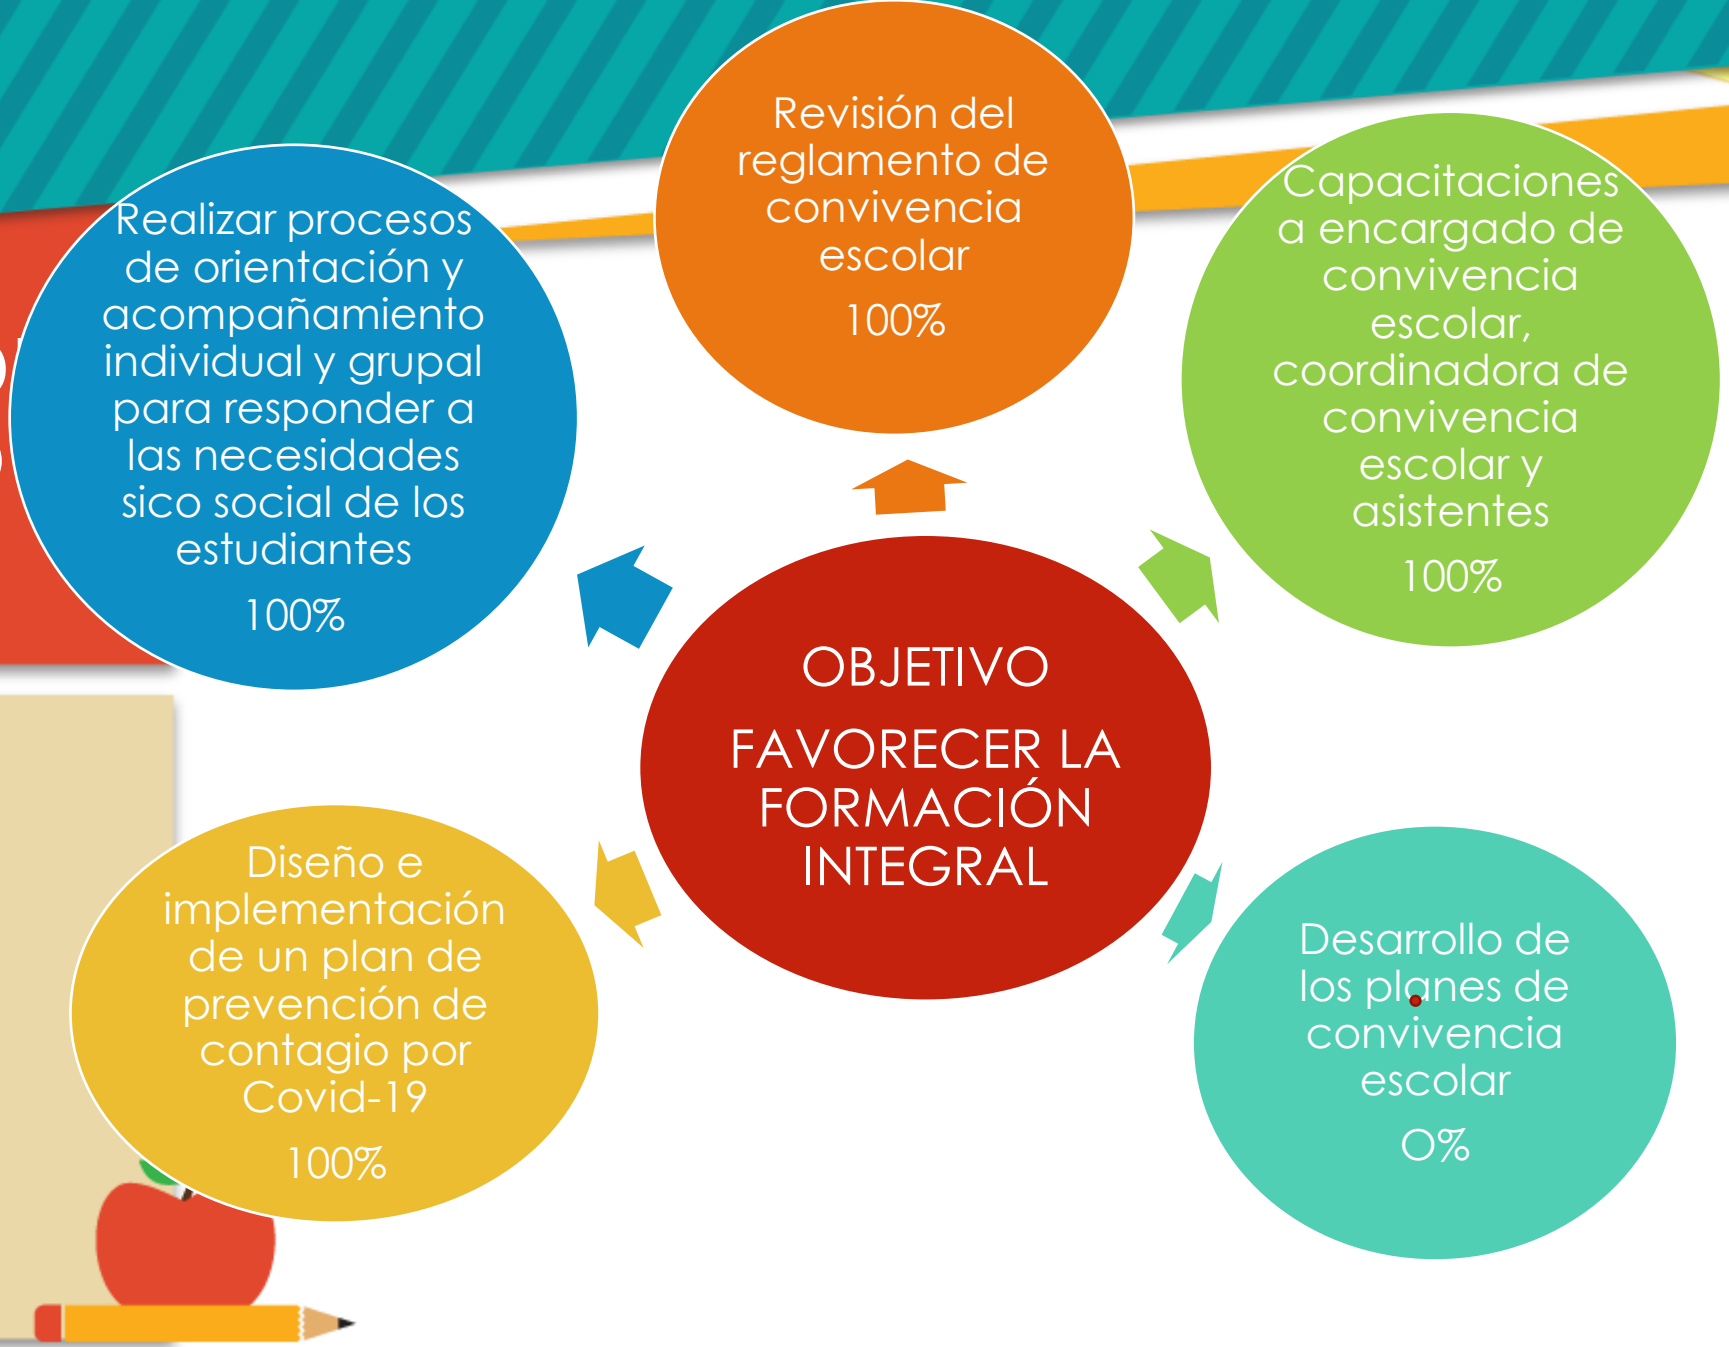 Revisión del
reglamento de
convivencia
escolar
100%
Capacitaciones
a encargado de
convivencia
escolar,
coordinadora de
convivencia
escolar y
asistentes
100%
Realizar procesos
de orientación y
acompañamiento
individual y grupal
para responder a
las necesidades
sico social de los
estudiantes
100%
OBJETIVO
FAVORECER LA
FORMACIÓN
INTEGRAL
Diseño e
implementación
de un plan de
prevención de
contagio por
Covid-19
100%
Desarrollo de
los planes de
convivencia
escolar
O%